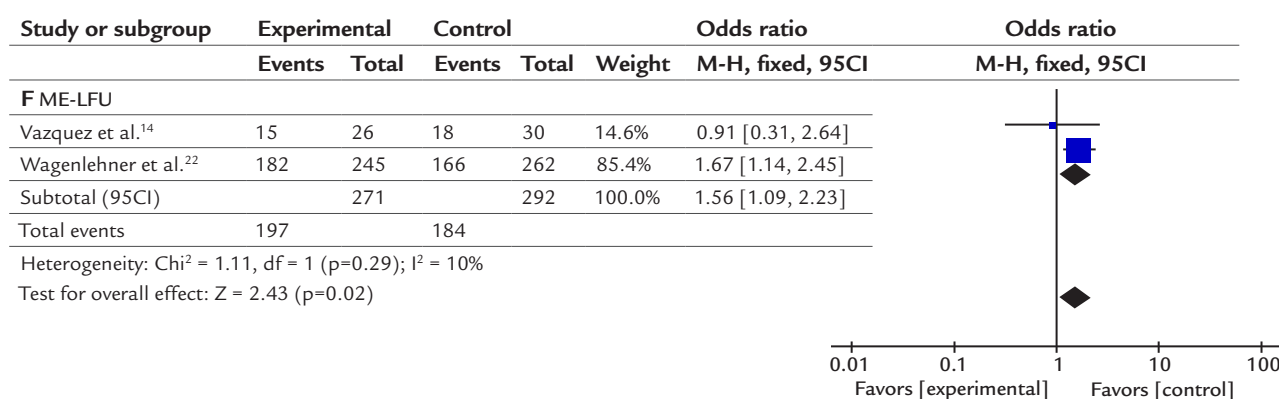 Study or subgroup Experimental Control Odds ratio Odds ratio
Events Total Events Total Weight M-H, fixed, 95CI M-H, fixed, 95CI
F ME-LFU
Vazquez et al.¹⁴ 15 26 18 30 14.6% 0.91 [0.31, 2.64]
Wagenlehner et al.²² 182 245 166 262 85.4% 1.67 [1.14, 2.45]
Subtotal (95CI) 271 292 100.0% 1.56 [1.09, 2.23]
Total events 197 184
Heterogeneity: Chi² = 1.11, df = 1 (p=0.29); I² = 10%
Test for overall effect: Z = 2.43 (p=0.02)
0.01 0.1 1 10 100
Favors [experimental] Favors [control]